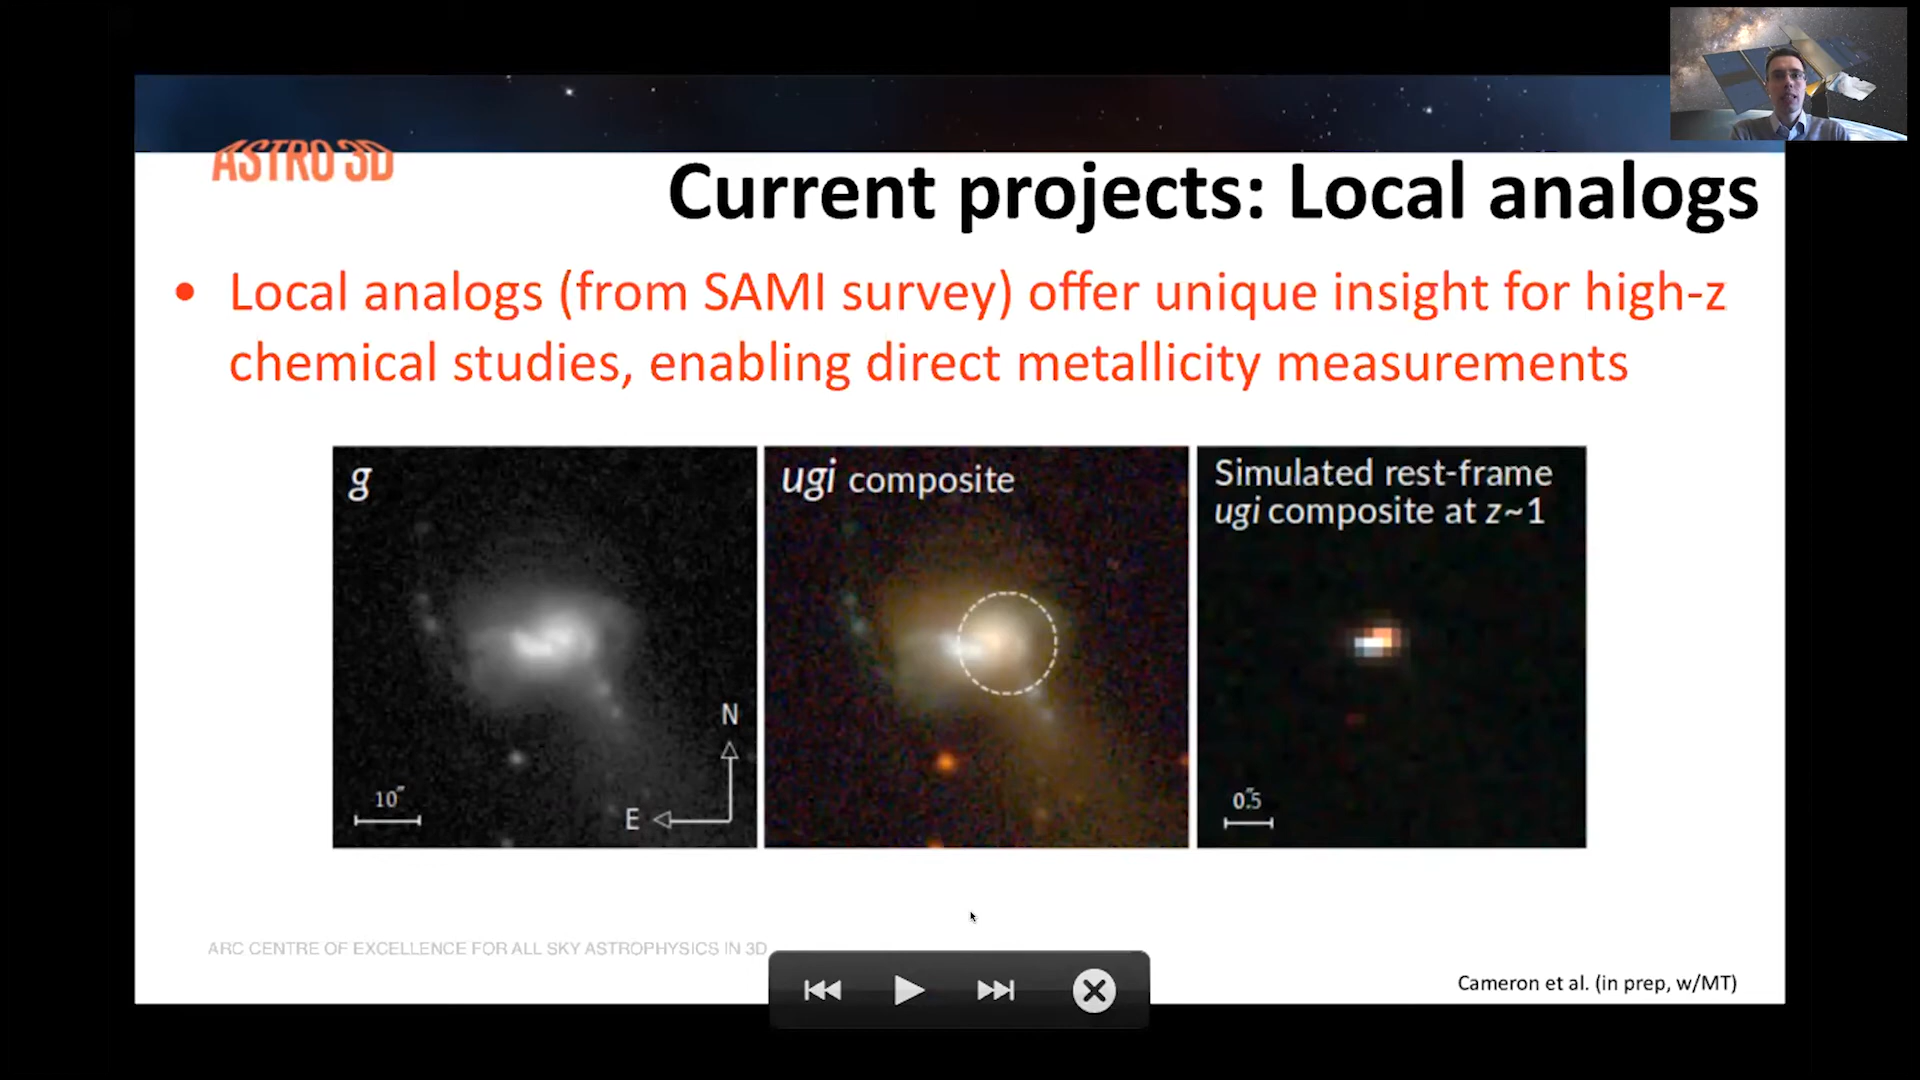 ASTRO 3D
Current projects: Local analogs
• Local analogs (from SAMI survey) offer unique insight for high-z
chemical studies, enabling direct metallicity measurements
g
10"
N
E
ugi composite
Simulated rest-frame
ugi composite at z~1
0".5
ARC CENTRE OF EXCELLENCE FOR ALL SKY ASTROPHYSICS IN 3D
Cameron et al. (in prep, w/MT)